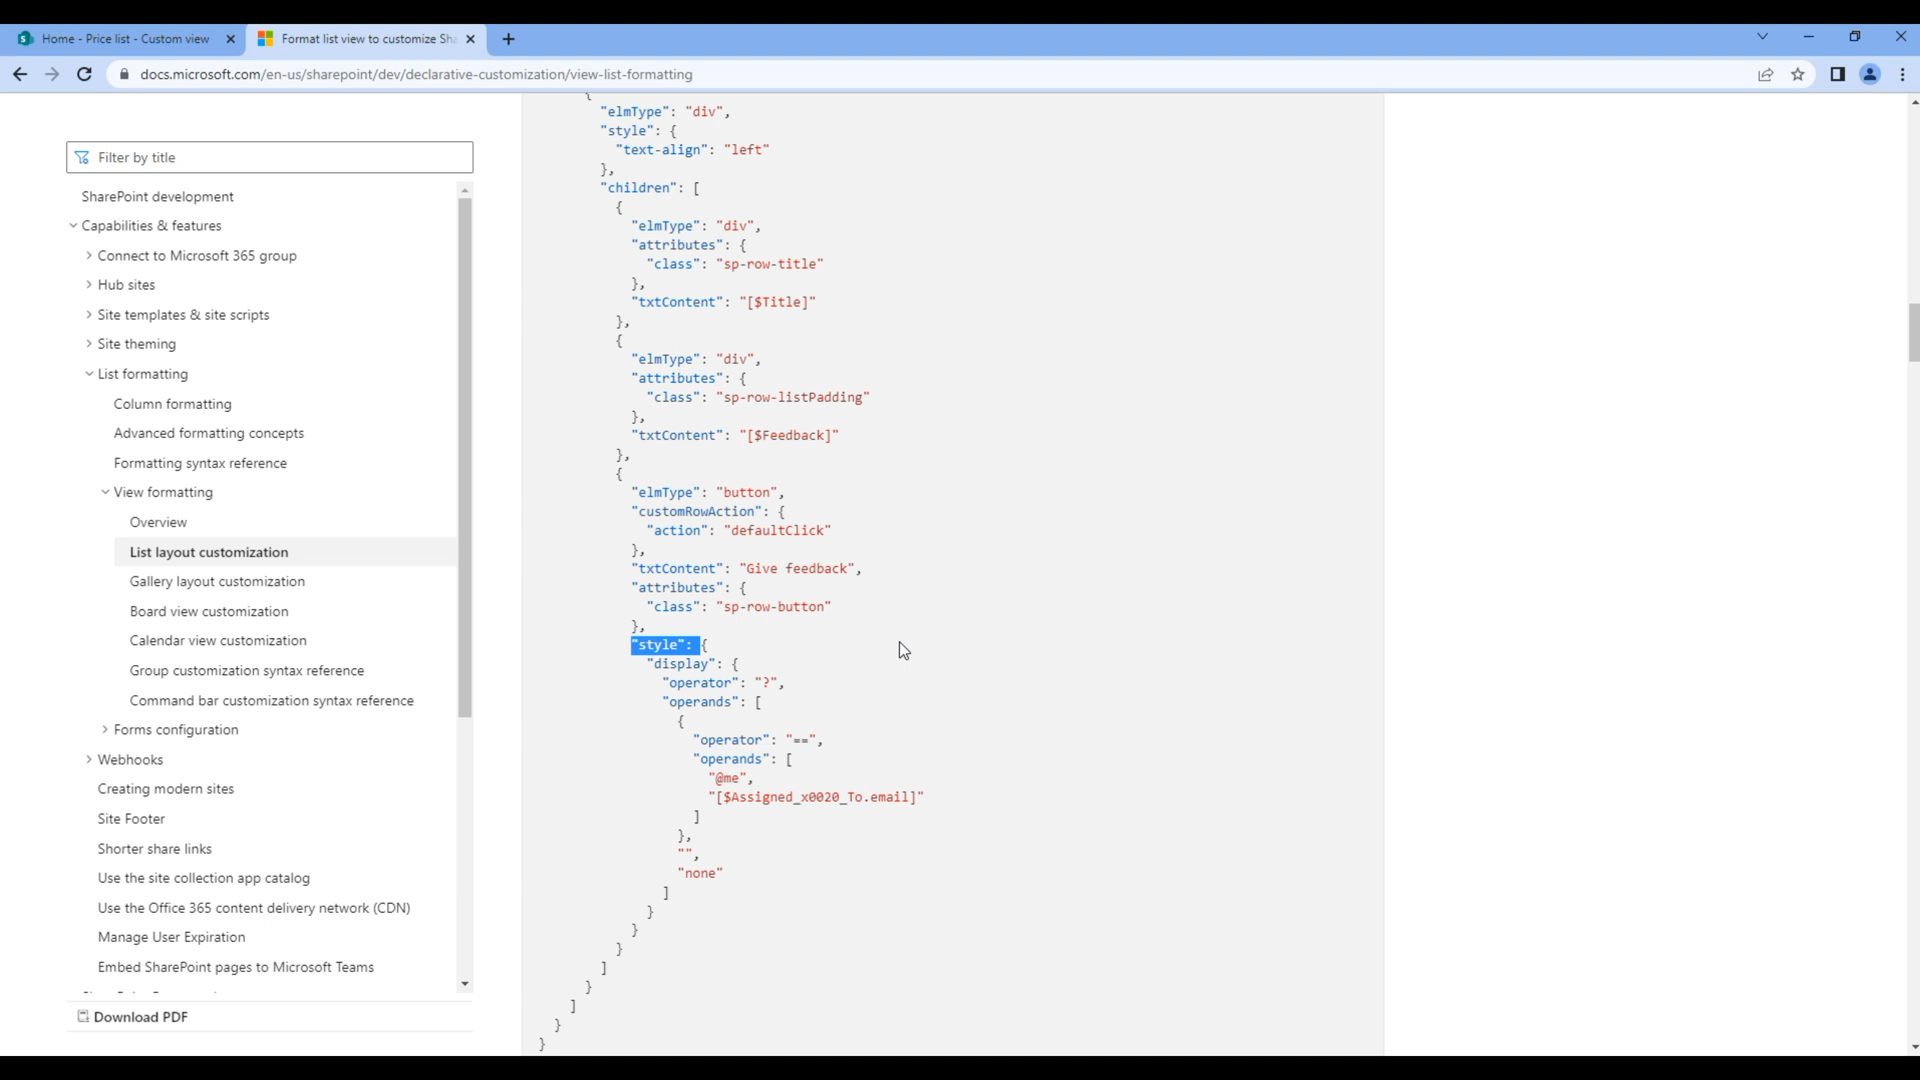 Home - Price list - Custom view
Format list view to customize Sha
docs.microsoft.com/en-us/sharepoint/dev/declarative-customization/view-list-formatting
Filter by title
SharePoint development
Capabilities & features
Connect to Microsoft 365 group
Hub sites
Site templates & site scripts
Site theming
List formatting
Column formatting
Advanced formatting concepts
Formatting syntax reference
View formatting
Overview
List layout customization
Gallery layout customization
Board view customization
Calendar view customization
Group customization syntax reference
Command bar customization syntax reference
Forms configuration
Webhooks
Creating modern sites
Site Footer
Shorter share links
Use the site collection app catalog
Use the Office 365 content delivery network (CDN)
Manage User Expiration
Embed SharePoint pages to Microsoft Teams
Download PDF
{
"elmType": "div",
"style": {
"text-align": "left"
},
"children": [
{
"elmType": "div",
"attributes": {
"class": "sp-row-title"
},
"txtContent": "[$Title]"
},
{
"elmType": "div",
"attributes": {
"class": "sp-row-listPadding"
},
"txtContent": "[$Feedback]"
},
{
"elmType": "button",
"customRowAction": {
"action": "defaultClick"
},
"txtContent": "Give feedback",
"attributes": {
"class": "sp-row-button"
},
"style": {
"display": {
"operator": "?",
"operands": [
{
"operator": "==",
"operands": [
"@me",
"[$Assigned_x0020_To.email]"
]
},
"",
"none"
]
}
}
}
]
}
]
}
}